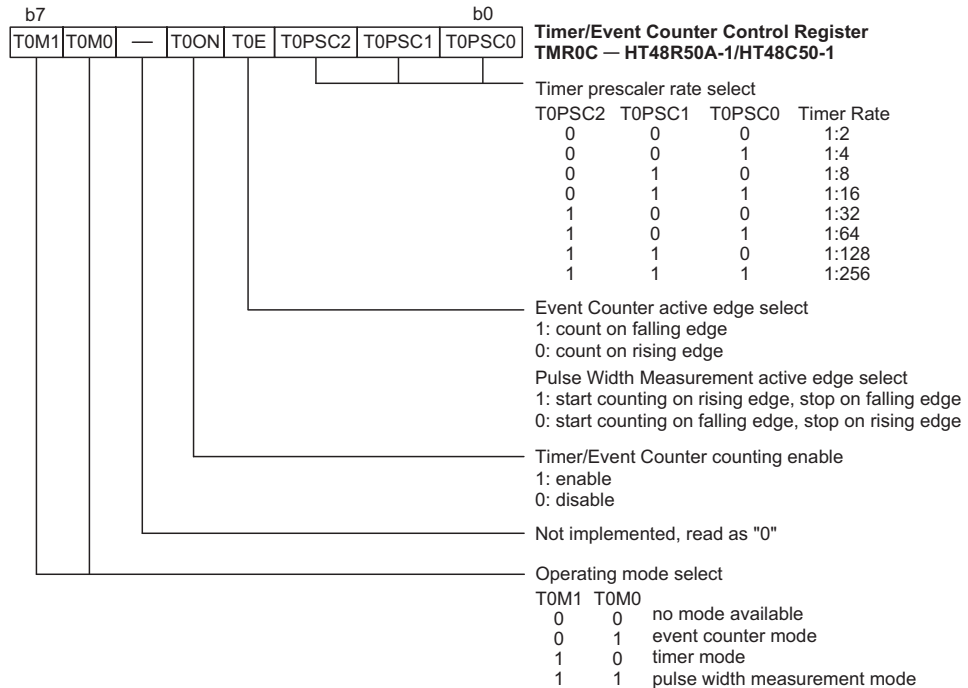 b7 b0
T0M1 T0M0 — T0ON T0E T0PSC2 T0PSC1 T0PSC0
Timer/Event Counter Control Register
TMR0C — HT48R50A-1/HT48C50-1
Timer prescaler rate select
T0PSC2 T0PSC1 T0PSC0 Timer Rate
0 0 0 1:2
0 0 1 1:4
0 1 0 1:8
0 1 1 1:16
1 0 0 1:32
1 0 1 1:64
1 1 0 1:128
1 1 1 1:256
Event Counter active edge select
1: count on falling edge
0: count on rising edge
Pulse Width Measurement active edge select
1: start counting on rising edge, stop on falling edge
0: start counting on falling edge, stop on rising edge
Timer/Event Counter counting enable
1: enable
0: disable
Not implemented, read as "0"
Operating mode select
T0M1 T0M0
0 0 no mode available
0 1 event counter mode
1 0 timer mode
1 1 pulse width measurement mode